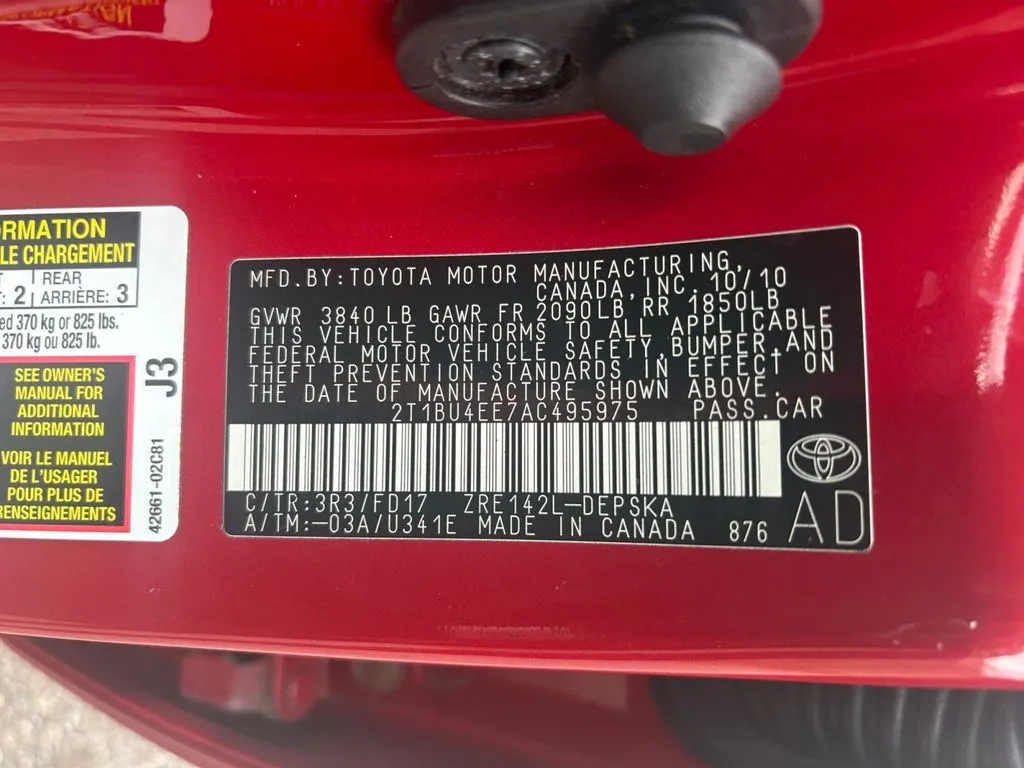 RMATION
LE CHARGEMENT
REAR
: 2 ARRIÈRE: 3
ed 370 kg or 825 lbs.
370 kg ou 825 lb.
SEE OWNER'S
MANUAL FOR
ADDITIONAL
INFORMATION
VOIR LE MANUEL
DE L'USAGER
POUR PLUS DE
RENSEIGNEMENTS
J3
42661-02C81
MFD.BY:TOYOTA MOTOR MANUFACTURING,
CANADA,INC. 10/10
GVWR 3840 LB GAWR FR 2090LB RR 1850LB
THIS VEHICLE CONFORMS TO ALL APPLICABLE
FEDERAL MOTOR VEHICLE SAFETY,BUMPER,AND
THEFT PREVENTION STANDARDS IN EFFECT ON
THE DATE OF MANUFACTURE SHOWN ABOVE.
2T1BU4EE7AC495975 PASS.CAR
C/TR:3R3/FD17 ZRE142L-DEPSKA
A/TM:-03A/U341E MADE IN CANADA 876
AD